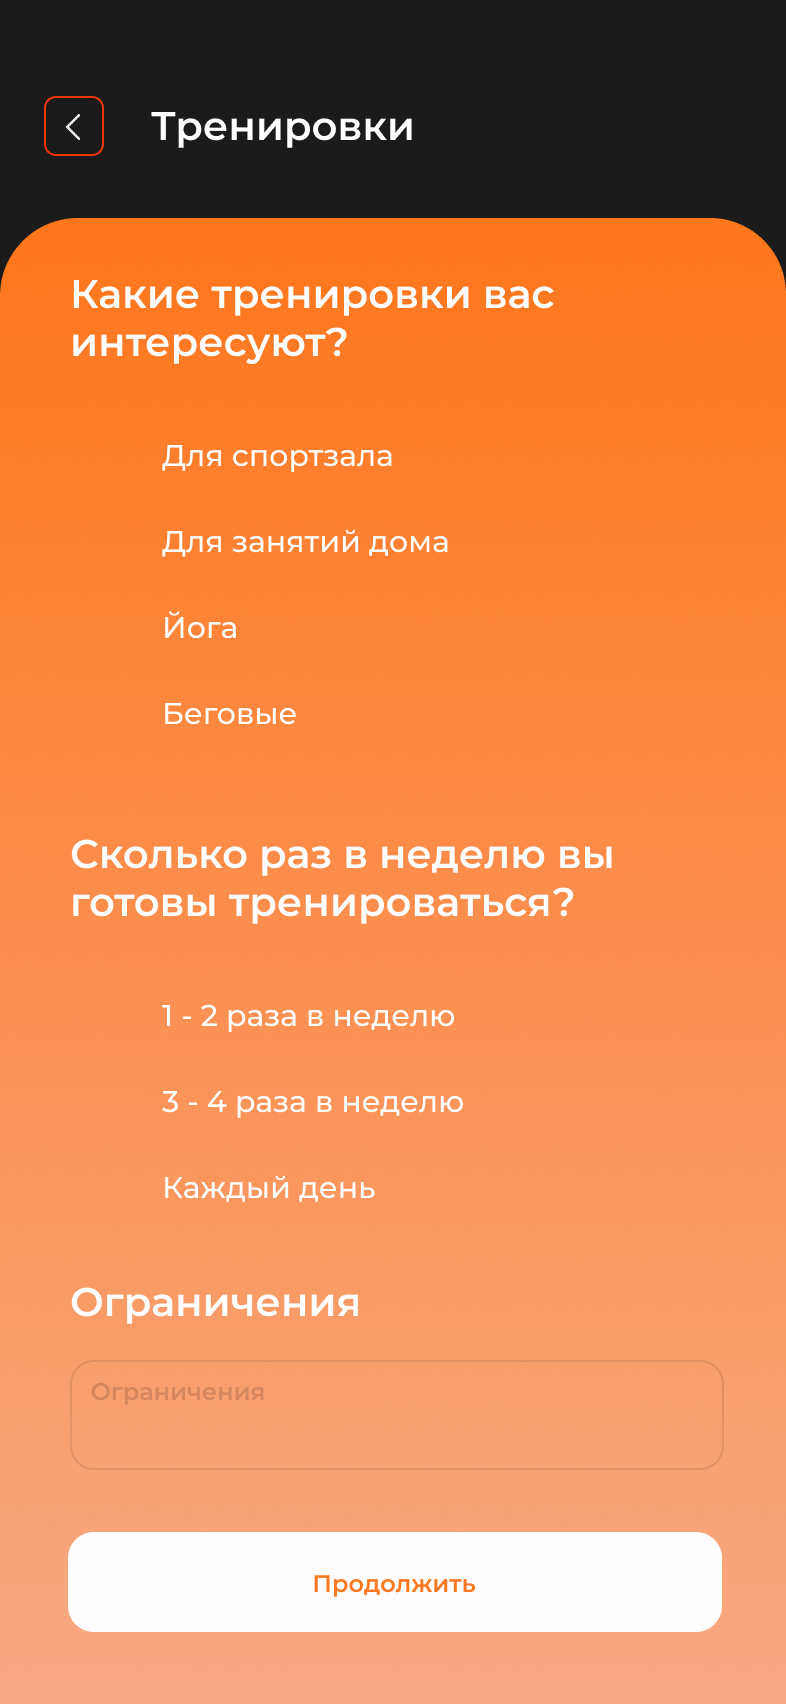 Тренировки
Какие тренировки вас
интересуют?
Для спортзала
Для занятий дома
Йога
Беговые
Сколько раз в неделю вы
готовы тренироваться?
1 - 2 раза в неделю
3 - 4 раза в неделю
Каждый день
Ограничения
Ограничения
Продолжить